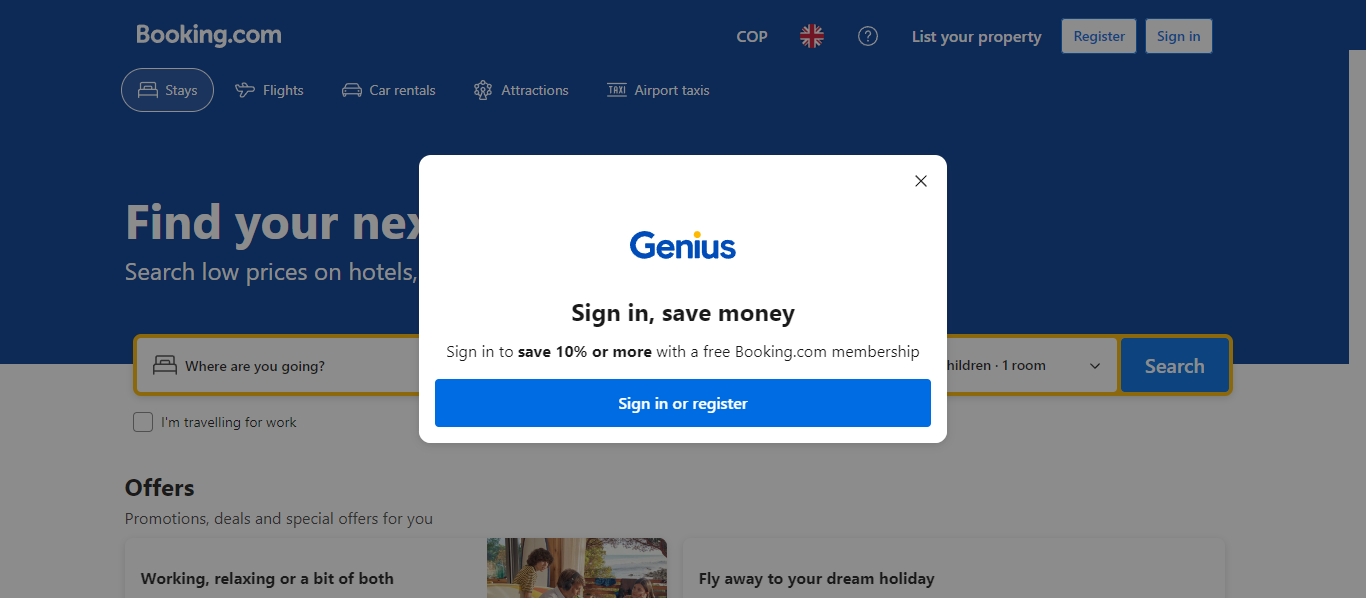 Booking.com
COP
List your property
Register
Sign in
Stays
Flights
Car rentals
Attractions
TAXI
Airport taxis
Find your nex
Search low prices on hotels,
Genius
Sign in, save money
Sign in to save 10% or more with a free Booking.com membership
Sign in or register
Where are you going?
hildren · 1 room
Search
I'm travelling for work
Offers
Promotions, deals and special offers for you
Working, relaxing or a bit of both
Fly away to your dream holiday